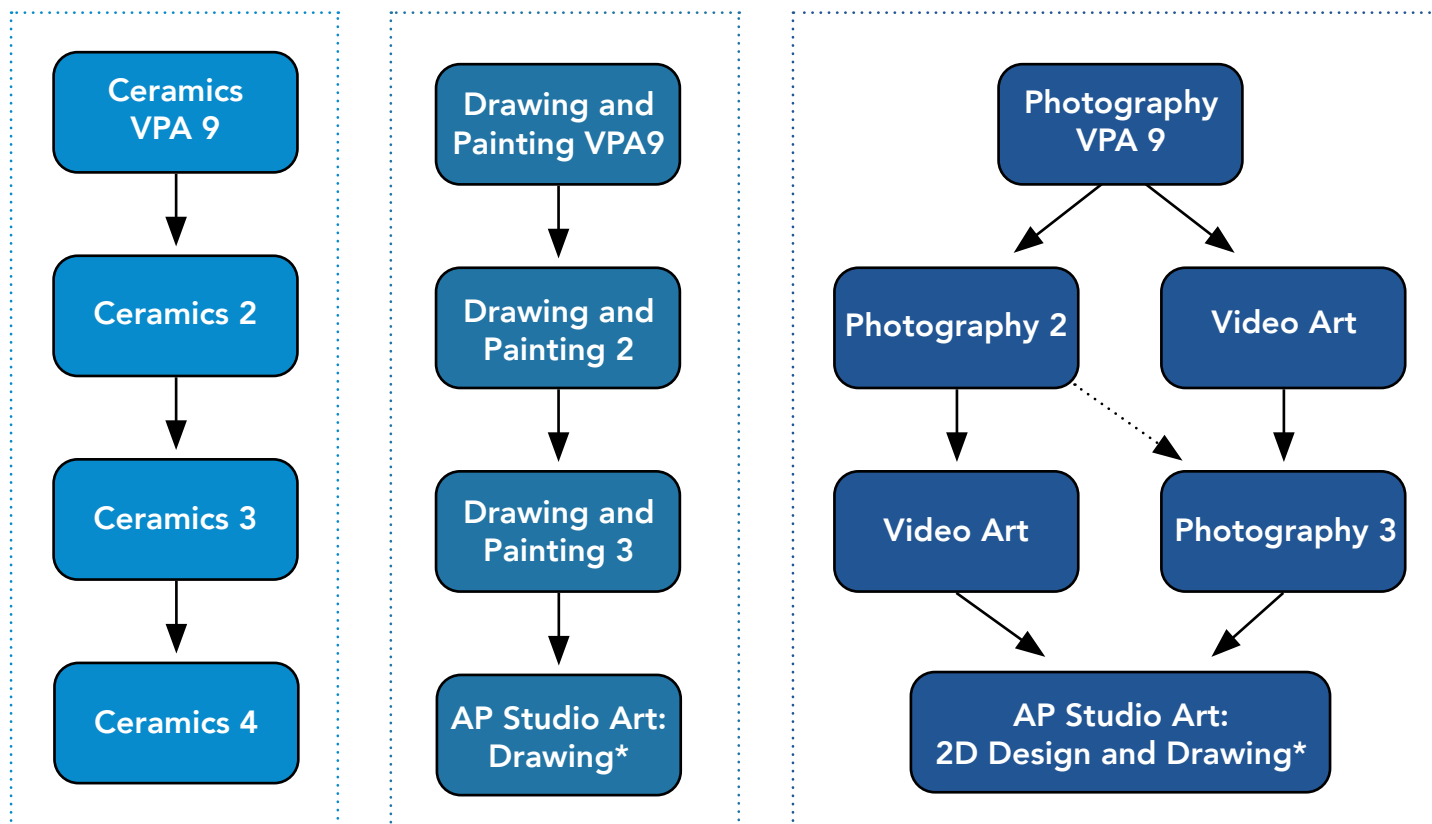 Ceramics
VPA 9
Ceramics 2
Ceramics 3
Ceramics 4
Drawing and
Painting VPA9
Drawing and
Painting 2
Drawing and
Painting 3
AP Studio Art:
Drawing*
Photography
VPA 9
Photography 2
Video Art
Video Art
Photography 3
AP Studio Art:
2D Design and Drawing*